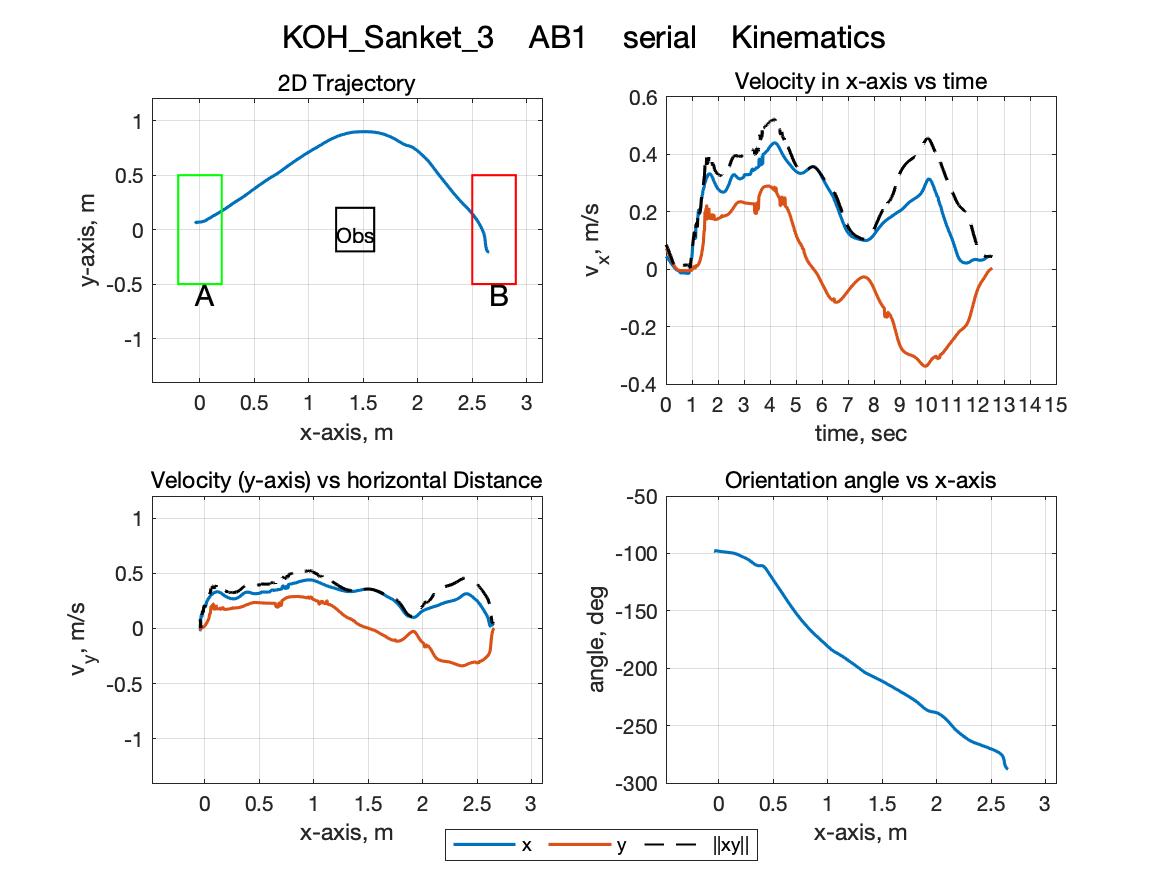 KOH_Sanket_3 AB1 serial Kinematics
2D Trajectory
1
0.5
0
-0.5
-1
y-axis, m
Obs
A
B
0 0.5 1 1.5 2 2.5 3
x-axis, m
Velocity in x-axis vs time
0.6
0.4
0.2
0
-0.2
-0.4
vx, m/s
0 1 2 3 4 5 6 7 8 9 10 11 12 13 14 15
time, sec
Velocity (y-axis) vs horizontal Distance
1
0.5
0
-0.5
-1
vy, m/s
0 0.5 1 1.5 2 2.5 3
x-axis, m
Orientation angle vs x-axis
-50
-100
-150
-200
-250
-300
angle, deg
0 0.5 1 1.5 2 2.5 3
x-axis, m
x y ||xy||